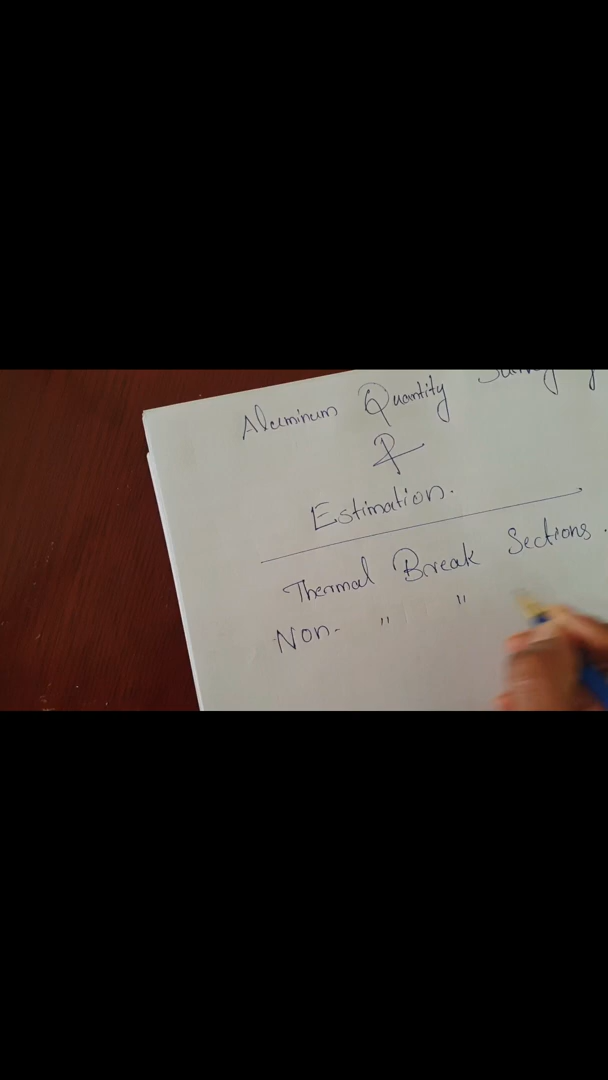 Aluminum Quantity
&
Estimation.
Thermal Break Sections.
Non- " "